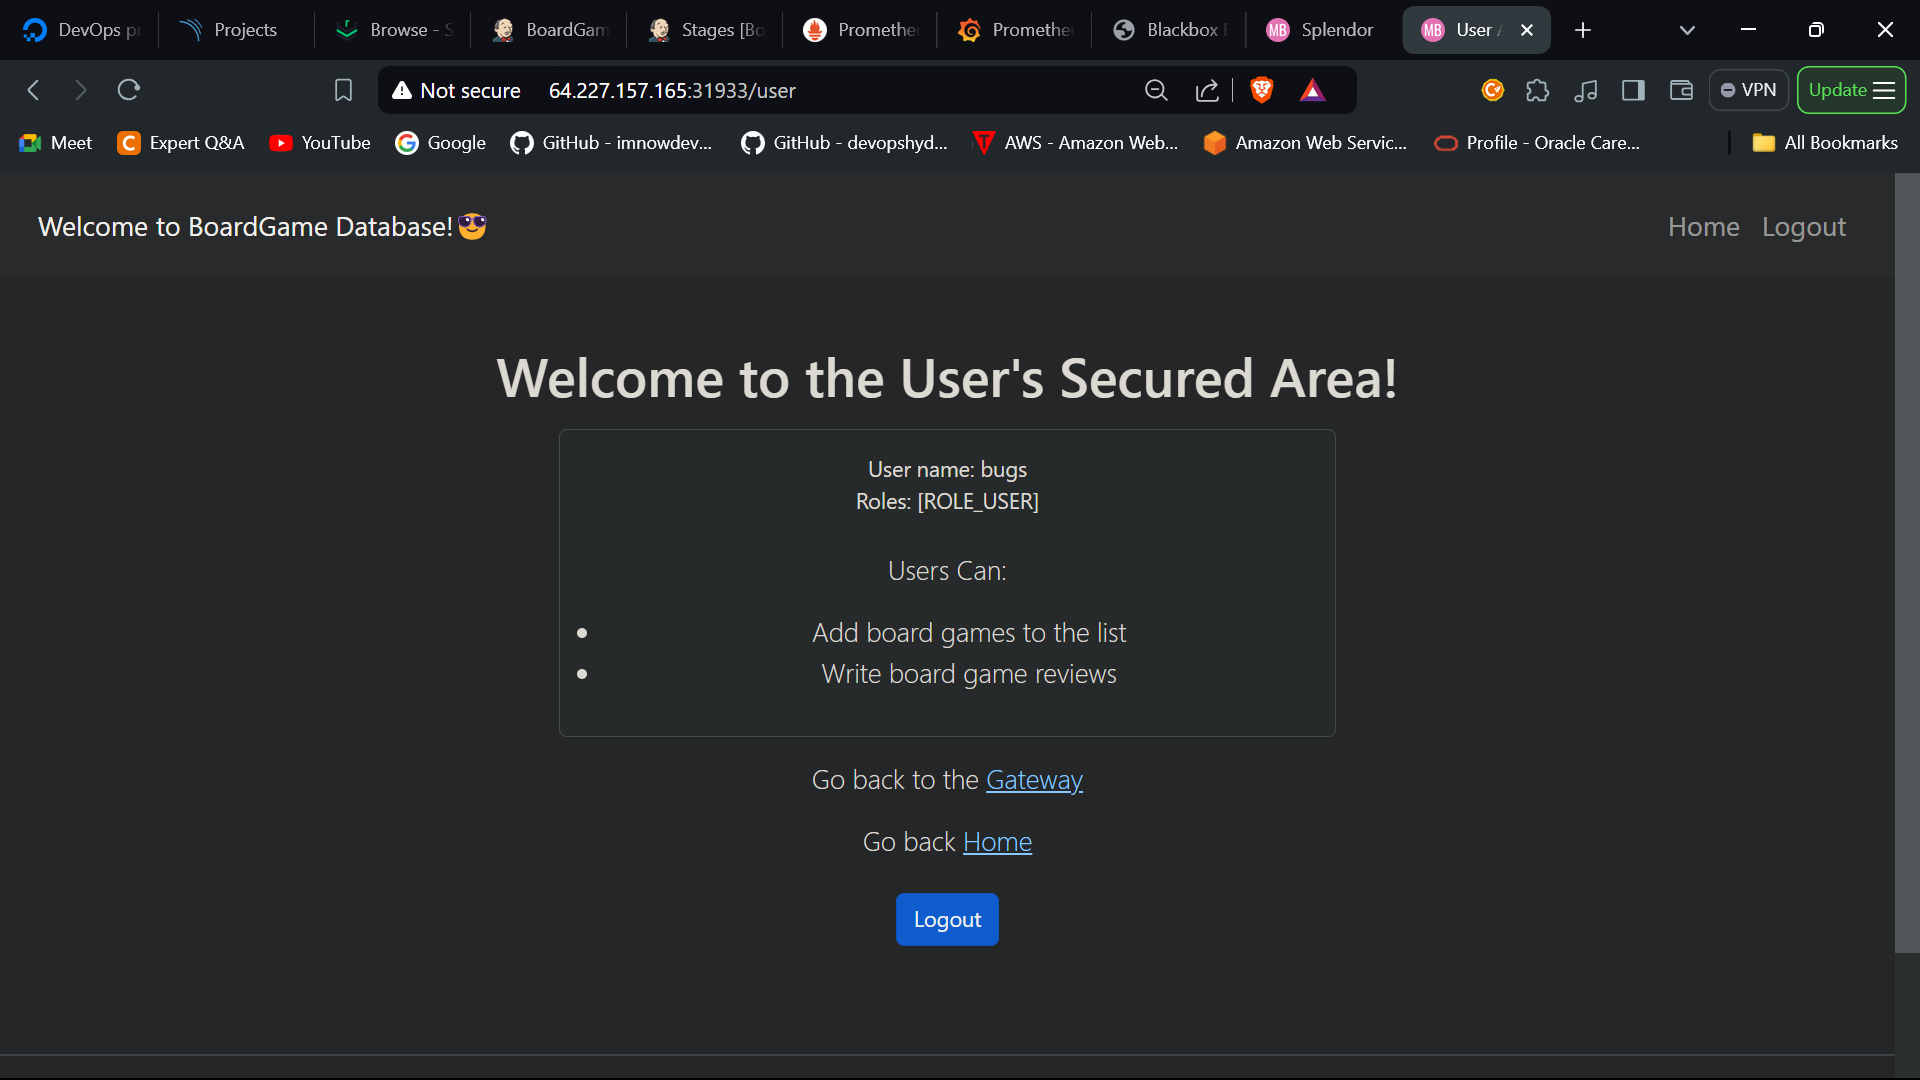 DevOps pr
Projects
Browse - S
BoardGam
Stages [Bo
Promethe
Promethe
Blackbox E
MB Splendor
MB User A
Not secure 64.227.157.165:31933/user
VPN
Update
Meet
Expert Q&A
YouTube
Google
GitHub - imnowdev...
GitHub - devopshyd...
AWS - Amazon Web...
Amazon Web Servic...
Profile - Oracle Care...
All Bookmarks
Welcome to BoardGame Database!😎
Home Logout
Welcome to the User's Secured Area!
User name: bugs
Roles: [ROLE_USER]
Users Can:
Add board games to the list
Write board game reviews
Go back to the Gateway
Go back Home
Logout